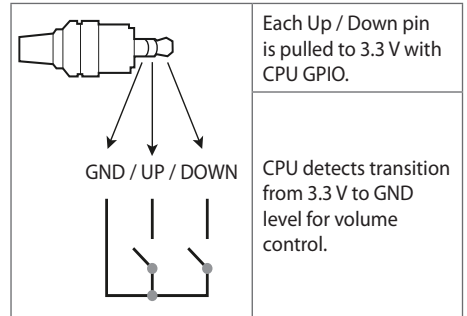 Each Up / Down pin
is pulled to 3.3 V with
CPU GPIO.
GND / UP / DOWN
CPU detects transition
from 3.3 V to GND
level for volume
control.